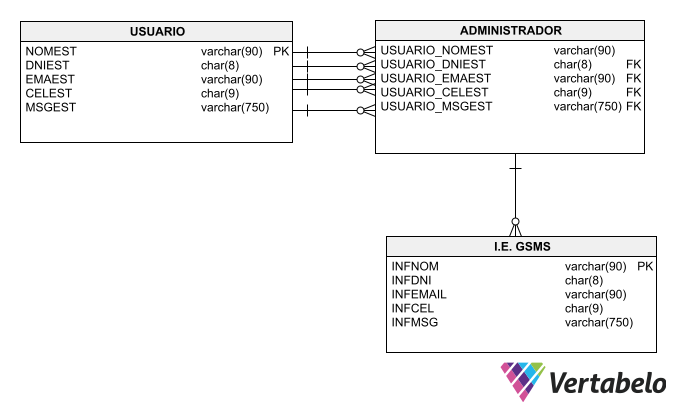 USUARIO
NOMEST varchar(90) PK
DNIEST char(8)
EMAEST varchar(90)
CELEST char(9)
MSGEST varchar(750)
ADMINISTRADOR
USUARIO_NOMEST varchar(90)
USUARIO_DNIEST char(8) FK
USUARIO_EMAEST varchar(90) FK
USUARIO_CELEST char(9) FK
USUARIO_MSGEST varchar(750) FK
I.E. GSMS
INFNOM varchar(90) PK
INFDNI char(8)
INFEMAIL varchar(90)
INFCEL char(9)
INFMSG varchar(750)
Vertabelo